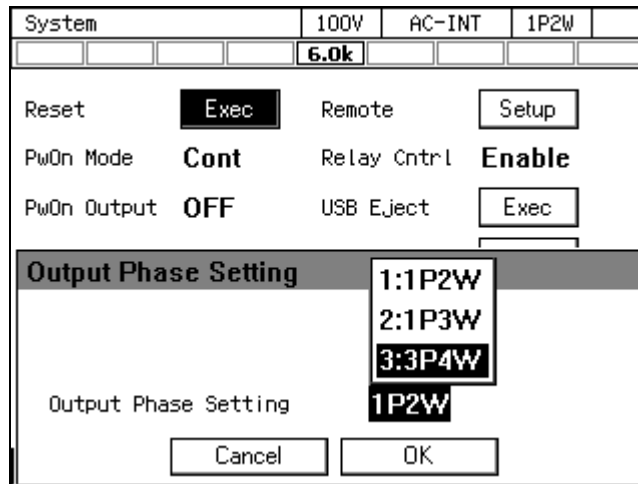 System 100V AC-INT 1P2W
6.0k
Reset Exec Remote Setup
PwOn Mode Cont Relay Cntrl Enable
PwOn Output OFF USB Eject Exec
Output Phase Setting
1:1P2W
2:1P3W
3:3P4W
Output Phase Setting 1P2W
Cancel OK